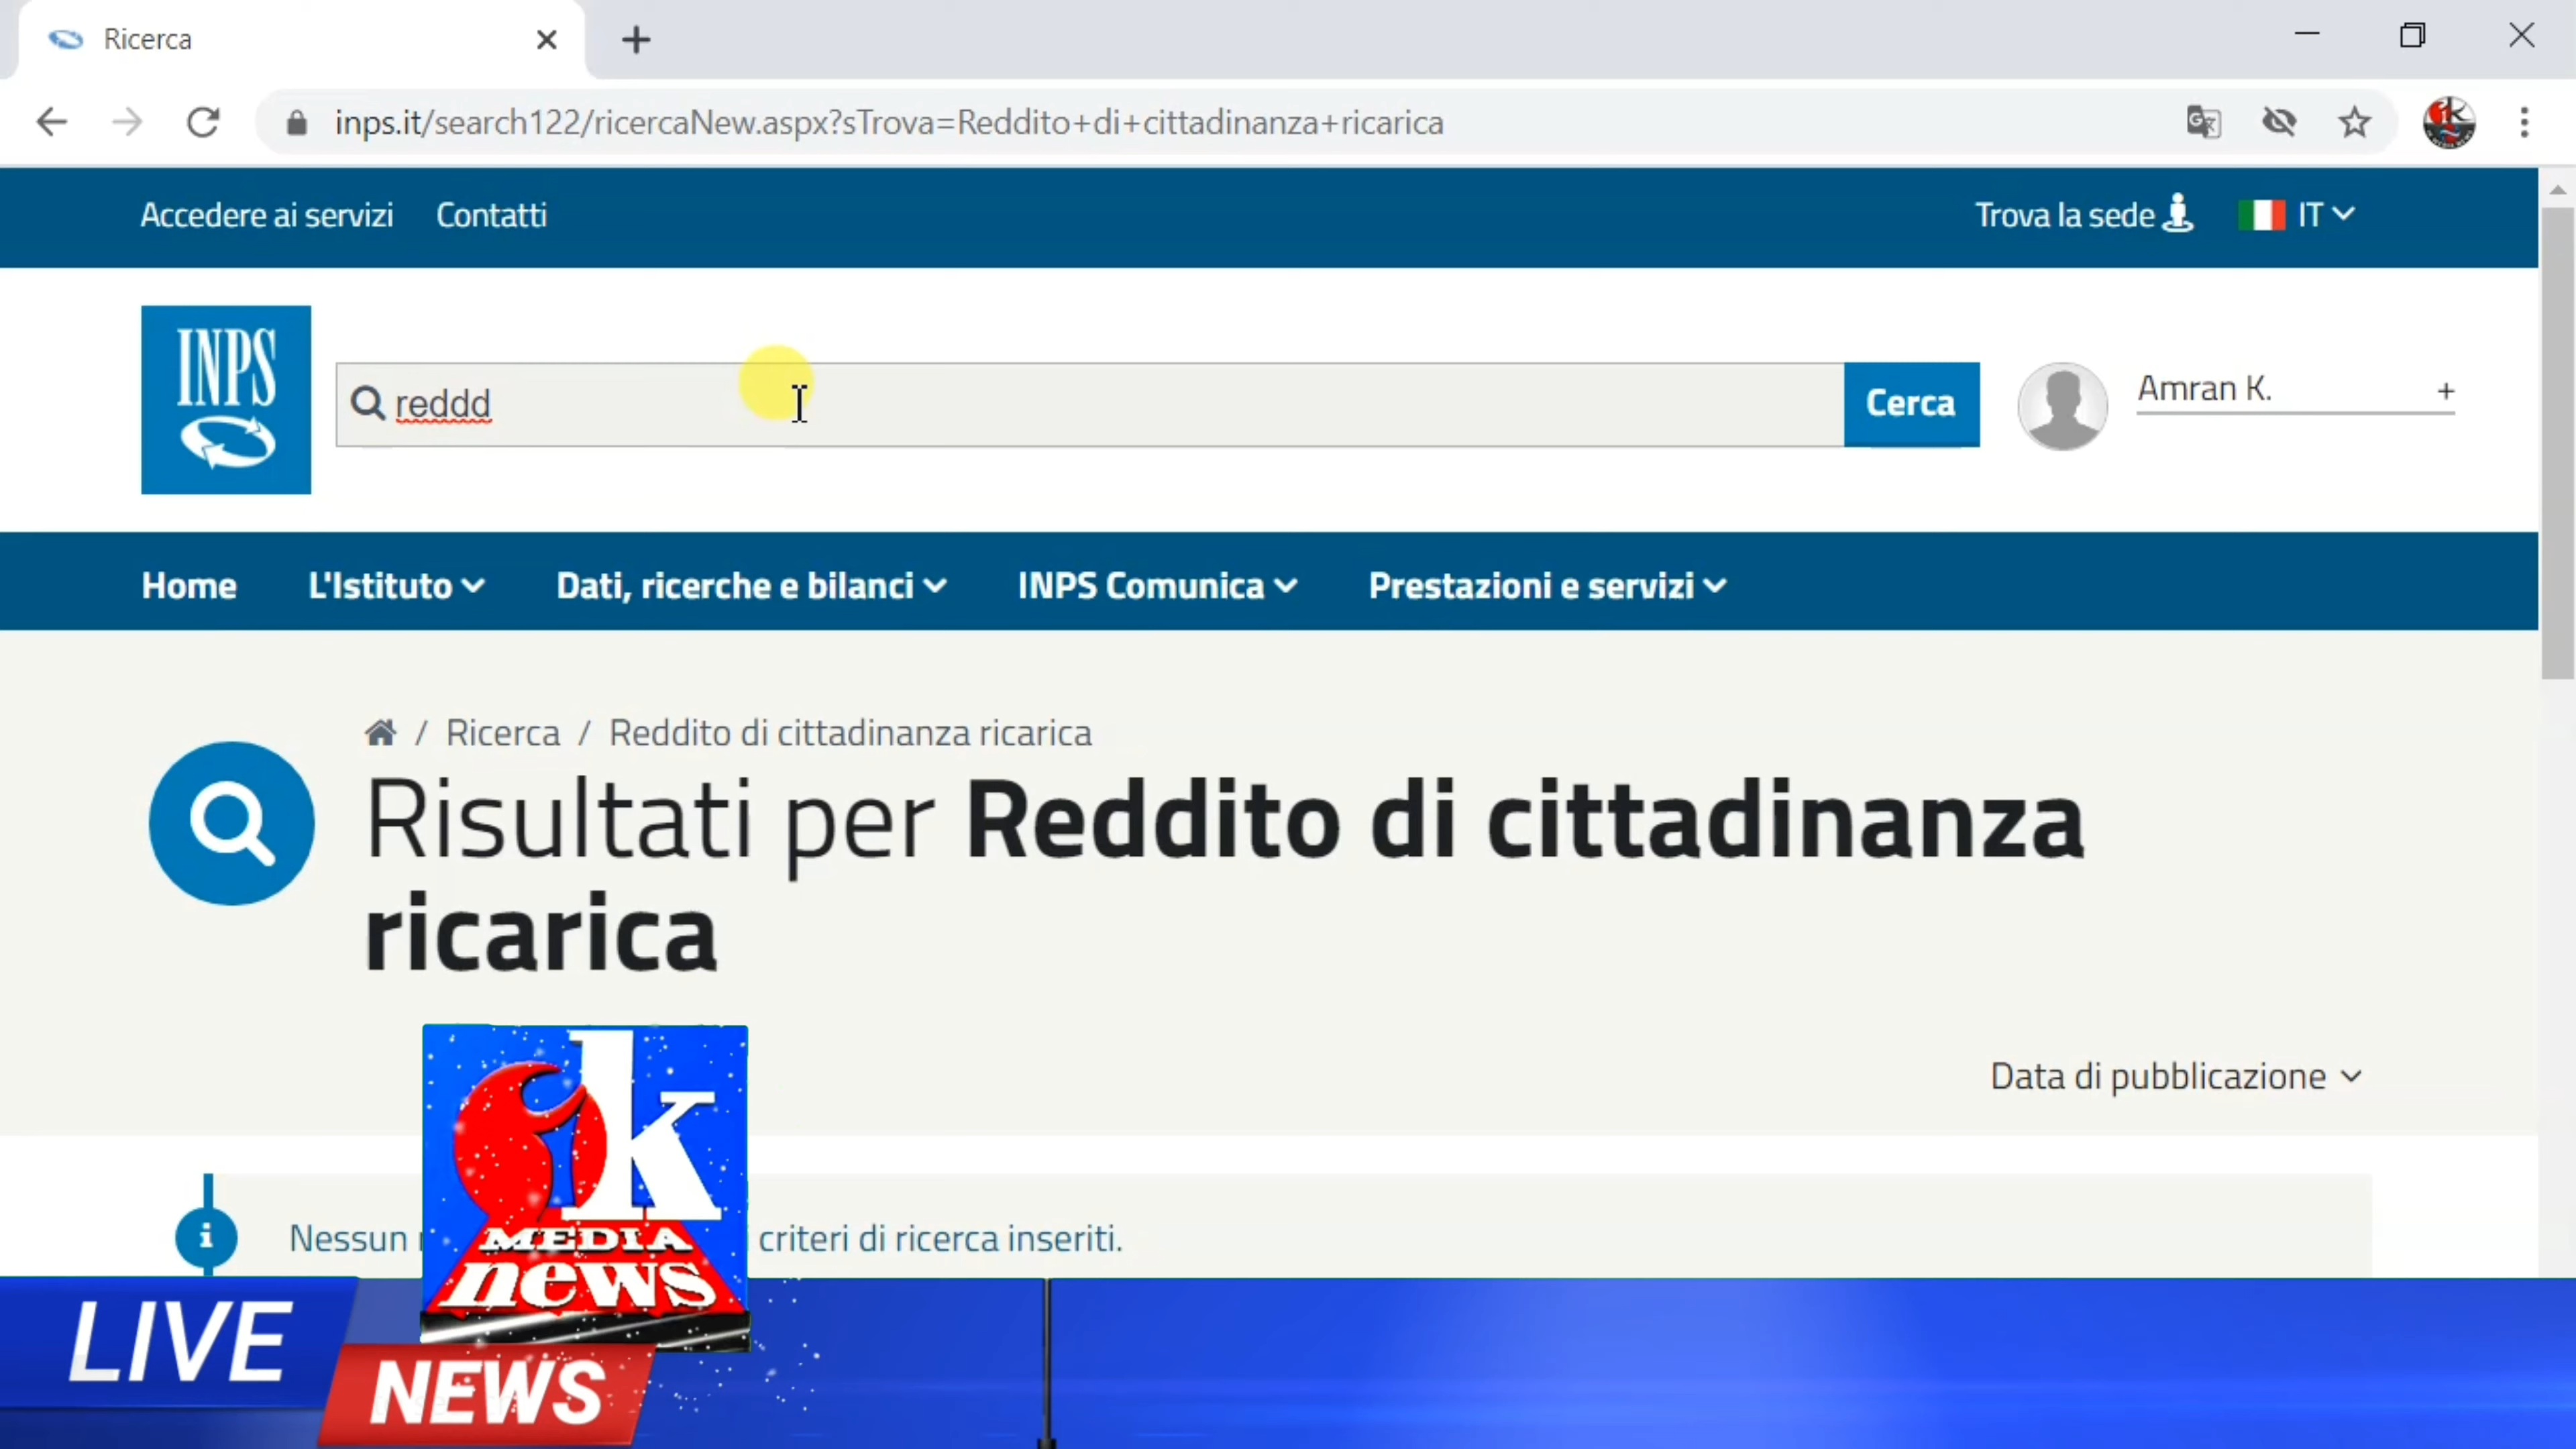 Ricerca
inps.it/search122/ricercaNew.aspx?sTrova=Reddito+di+cittadinanza+ricarica
Accedere ai servizi Contatti Trova la sede IT
INPS
reddd Cerca Amran K. +
Home L'Istituto Dati, ricerche e bilanci INPS Comunica Prestazioni e servizi
/ Ricerca / Reddito di cittadinanza ricarica
Risultati per Reddito di cittadinanza
ricarica
Data di pubblicazione
Nessun criteri di ricerca inseriti.
ik
MEDIA
news
LIVE
NEWS